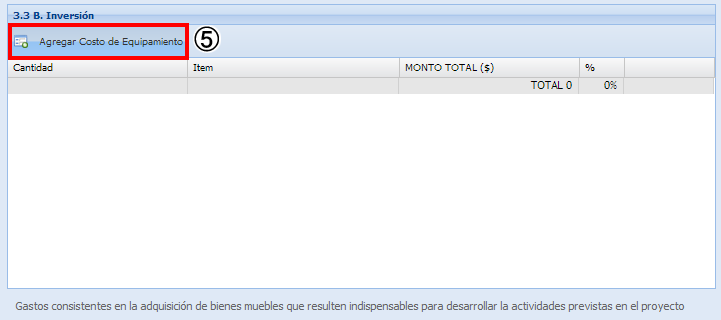 3.3 B. Inversión
Agregar Costo de Equipamiento ⑤
Cantidad Item MONTO TOTAL ($) %
TOTAL 0 0%
Gastos consistentes en la adquisición de bienes muebles que resulten indispensables para desarrollar la actividades previstas en el proyecto